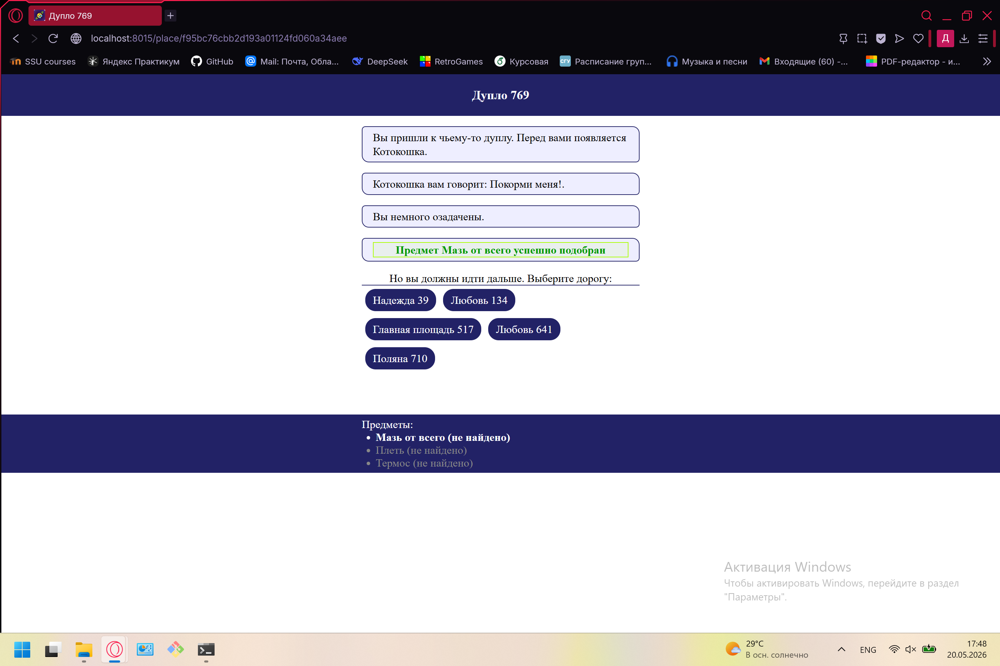 Дупло 769
localhost:8015/place/f95bc76cbb2d193a01124fd060a34aee
Д
SSU courses
Яндекс Практикум
GitHub
Mail: Почта, Обла...
DeepSeek
RetroGames
Курсовая
СГУ
Расписание груп...
Музыка и песни
Входящие (60) -...
PDF-редактор - и...
Дупло 769
Вы пришли к чьему-то дуплу. Перед вами появляется
Котокошка.
Котокошка вам говорит: Покорми меня!.
Вы немного озадачены.
Предмет Мазь от всего успешно подобран
Но вы должны идти дальше. Выберите дорогу:
Надежда 39
Любовь 134
Главная площадь 517
Любовь 641
Поляна 710
Предметы:
Мазь от всего (не найдено)
Плеть (не найдено)
Термос (не найдено)
Активация Windows
Чтобы активировать Windows, перейдите в раздел
"Параметры".
29°C
В осн. солнечно
ENG
17:48
20.05.2026